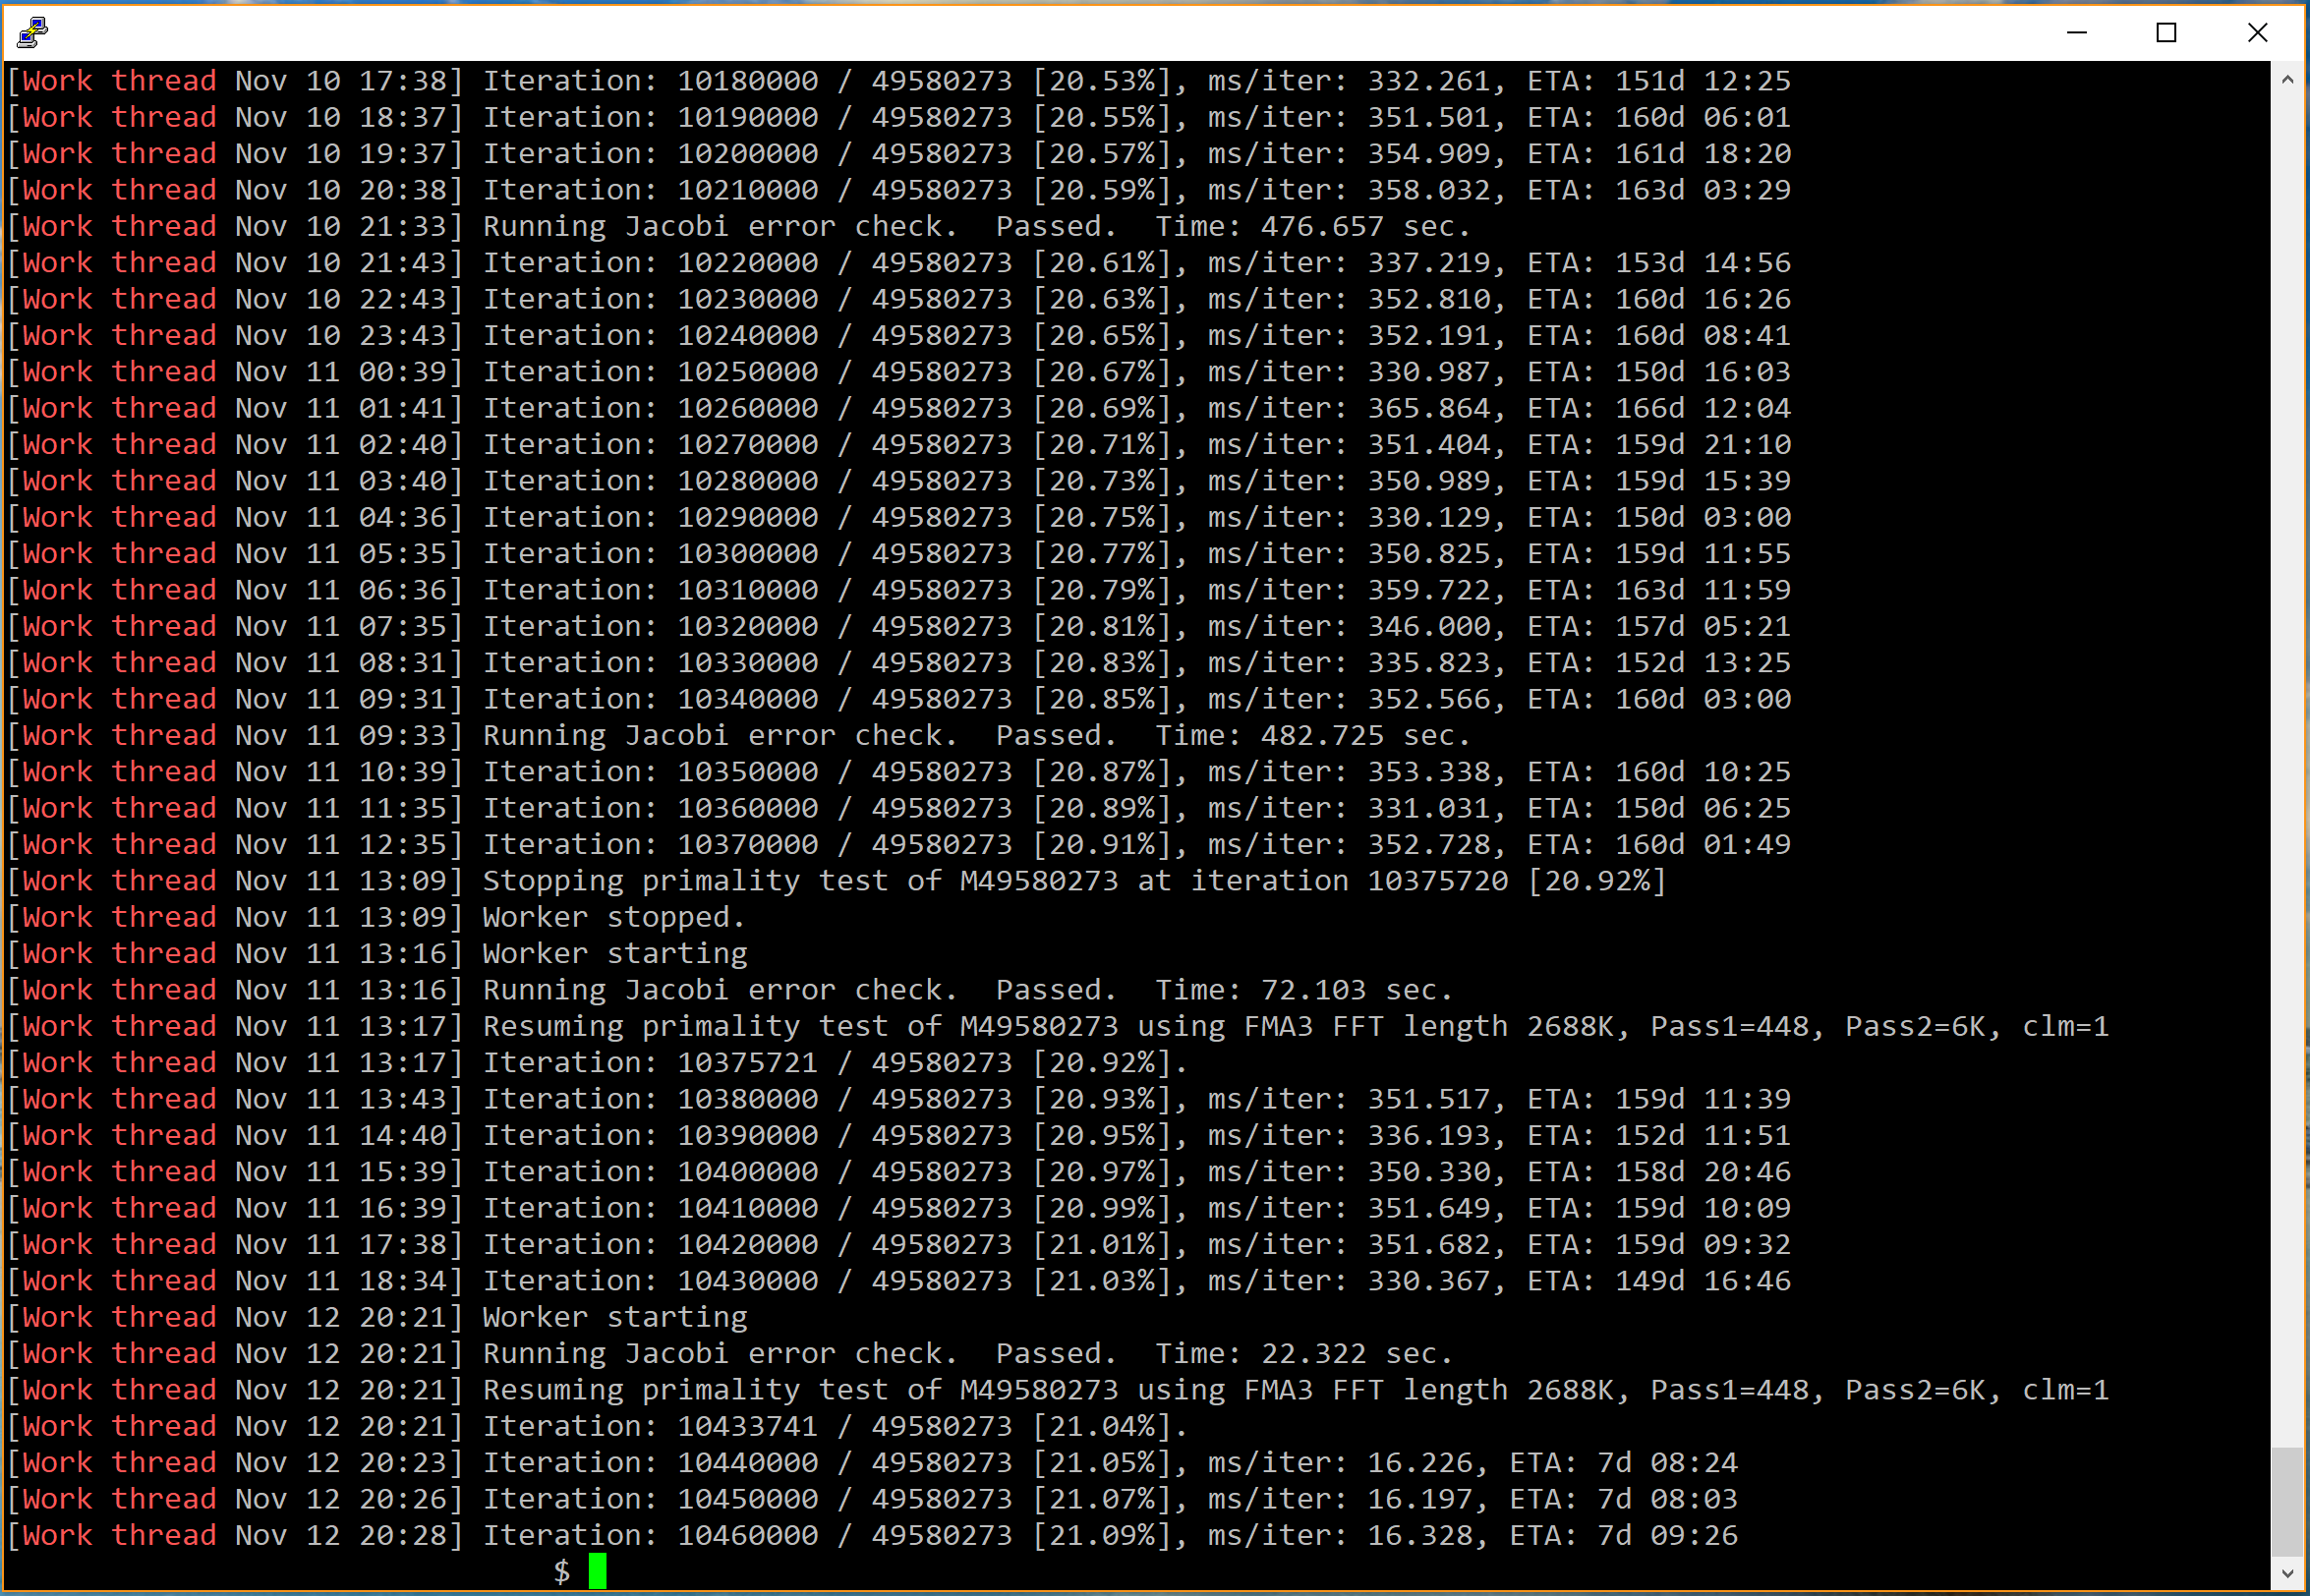 [Work thread Nov 10 17:38] Iteration: 10180000 / 49580273 [20.53%], ms/iter: 332.261, ETA: 151d 12:25
[Work thread Nov 10 18:37] Iteration: 10190000 / 49580273 [20.55%], ms/iter: 351.501, ETA: 160d 06:01
[Work thread Nov 10 19:37] Iteration: 10200000 / 49580273 [20.57%], ms/iter: 354.909, ETA: 161d 18:20
[Work thread Nov 10 20:38] Iteration: 10210000 / 49580273 [20.59%], ms/iter: 358.032, ETA: 163d 03:29
[Work thread Nov 10 21:33] Running Jacobi error check.  Passed.  Time: 476.657 sec.
[Work thread Nov 10 21:43] Iteration: 10220000 / 49580273 [20.61%], ms/iter: 337.219, ETA: 153d 14:56
[Work thread Nov 10 22:43] Iteration: 10230000 / 49580273 [20.63%], ms/iter: 352.810, ETA: 160d 16:26
[Work thread Nov 10 23:43] Iteration: 10240000 / 49580273 [20.65%], ms/iter: 352.191, ETA: 160d 08:41
[Work thread Nov 11 00:39] Iteration: 10250000 / 49580273 [20.67%], ms/iter: 330.987, ETA: 150d 16:03
[Work thread Nov 11 01:41] Iteration: 10260000 / 49580273 [20.69%], ms/iter: 365.864, ETA: 166d 12:04
[Work thread Nov 11 02:40] Iteration: 10270000 / 49580273 [20.71%], ms/iter: 351.404, ETA: 159d 21:10
[Work thread Nov 11 03:40] Iteration: 10280000 / 49580273 [20.73%], ms/iter: 350.989, ETA: 159d 15:39
[Work thread Nov 11 04:36] Iteration: 10290000 / 49580273 [20.75%], ms/iter: 330.129, ETA: 150d 03:00
[Work thread Nov 11 05:35] Iteration: 10300000 / 49580273 [20.77%], ms/iter: 350.825, ETA: 159d 11:55
[Work thread Nov 11 06:36] Iteration: 10310000 / 49580273 [20.79%], ms/iter: 359.722, ETA: 163d 11:59
[Work thread Nov 11 07:35] Iteration: 10320000 / 49580273 [20.81%], ms/iter: 346.000, ETA: 157d 05:21
[Work thread Nov 11 08:31] Iteration: 10330000 / 49580273 [20.83%], ms/iter: 335.823, ETA: 152d 13:25
[Work thread Nov 11 09:31] Iteration: 10340000 / 49580273 [20.85%], ms/iter: 352.566, ETA: 160d 03:00
[Work thread Nov 11 09:33] Running Jacobi error check.  Passed.  Time: 482.725 sec.
[Work thread Nov 11 10:39] Iteration: 10350000 / 49580273 [20.87%], ms/iter: 353.338, ETA: 160d 10:25
[Work thread Nov 11 11:35] Iteration: 10360000 / 49580273 [20.89%], ms/iter: 331.031, ETA: 150d 06:25
[Work thread Nov 11 12:35] Iteration: 10370000 / 49580273 [20.91%], ms/iter: 352.728, ETA: 160d 01:49
[Work thread Nov 11 13:09] Stopping primality test of M49580273 at iteration 10375720 [20.92%]
[Work thread Nov 11 13:09] Worker stopped.
[Work thread Nov 11 13:16] Worker starting
[Work thread Nov 11 13:16] Running Jacobi error check.  Passed.  Time: 72.103 sec.
[Work thread Nov 11 13:17] Resuming primality test of M49580273 using FMA3 FFT length 2688K, Pass1=448, Pass2=6K, clm=1
[Work thread Nov 11 13:17] Iteration: 10375721 / 49580273 [20.92%].
[Work thread Nov 11 13:43] Iteration: 10380000 / 49580273 [20.93%], ms/iter: 351.517, ETA: 159d 11:39
[Work thread Nov 11 14:40] Iteration: 10390000 / 49580273 [20.95%], ms/iter: 336.193, ETA: 152d 11:51
[Work thread Nov 11 15:39] Iteration: 10400000 / 49580273 [20.97%], ms/iter: 350.330, ETA: 158d 20:46
[Work thread Nov 11 16:39] Iteration: 10410000 / 49580273 [20.99%], ms/iter: 351.649, ETA: 159d 10:09
[Work thread Nov 11 17:38] Iteration: 10420000 / 49580273 [21.01%], ms/iter: 351.682, ETA: 159d 09:32
[Work thread Nov 11 18:34] Iteration: 10430000 / 49580273 [21.03%], ms/iter: 330.367, ETA: 149d 16:46
[Work thread Nov 12 20:21] Worker starting
[Work thread Nov 12 20:21] Running Jacobi error check.  Passed.  Time: 22.322 sec.
[Work thread Nov 12 20:21] Resuming primality test of M49580273 using FMA3 FFT length 2688K, Pass1=448, Pass2=6K, clm=1
[Work thread Nov 12 20:21] Iteration: 10433741 / 49580273 [21.04%].
[Work thread Nov 12 20:23] Iteration: 10440000 / 49580273 [21.05%], ms/iter: 16.226, ETA: 7d 08:24
[Work thread Nov 12 20:26] Iteration: 10450000 / 49580273 [21.07%], ms/iter: 16.197, ETA: 7d 08:03
[Work thread Nov 12 20:28] Iteration: 10460000 / 49580273 [21.09%], ms/iter: 16.328, ETA: 7d 09:26
$